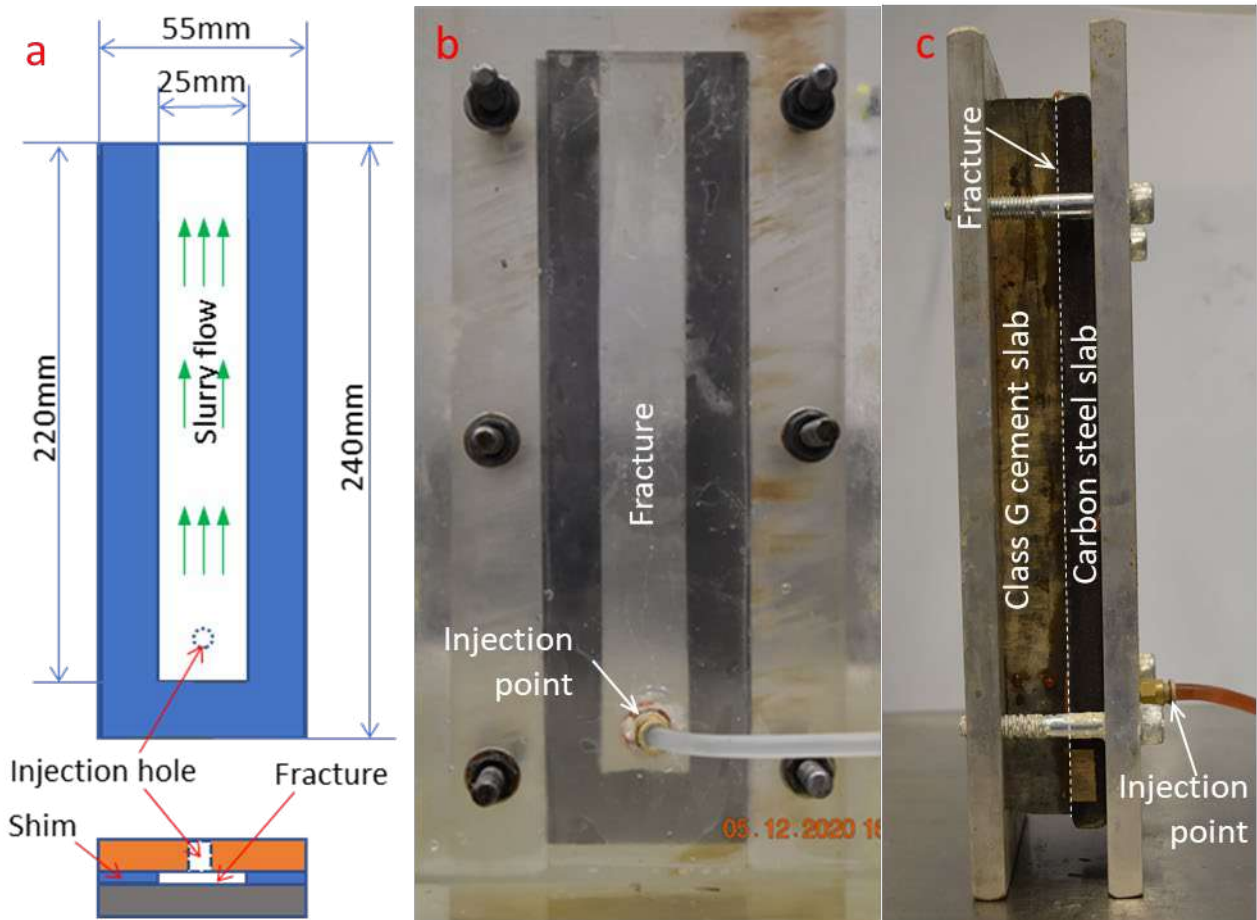 a
55mm
25mm
220mm
Slurry flow
240mm
Injection hole
Fracture
Shim
b
Fracture
Injection
point
05.12.2020
c
Fracture
Class G cement slab
Carbon steel slab
Injection
point